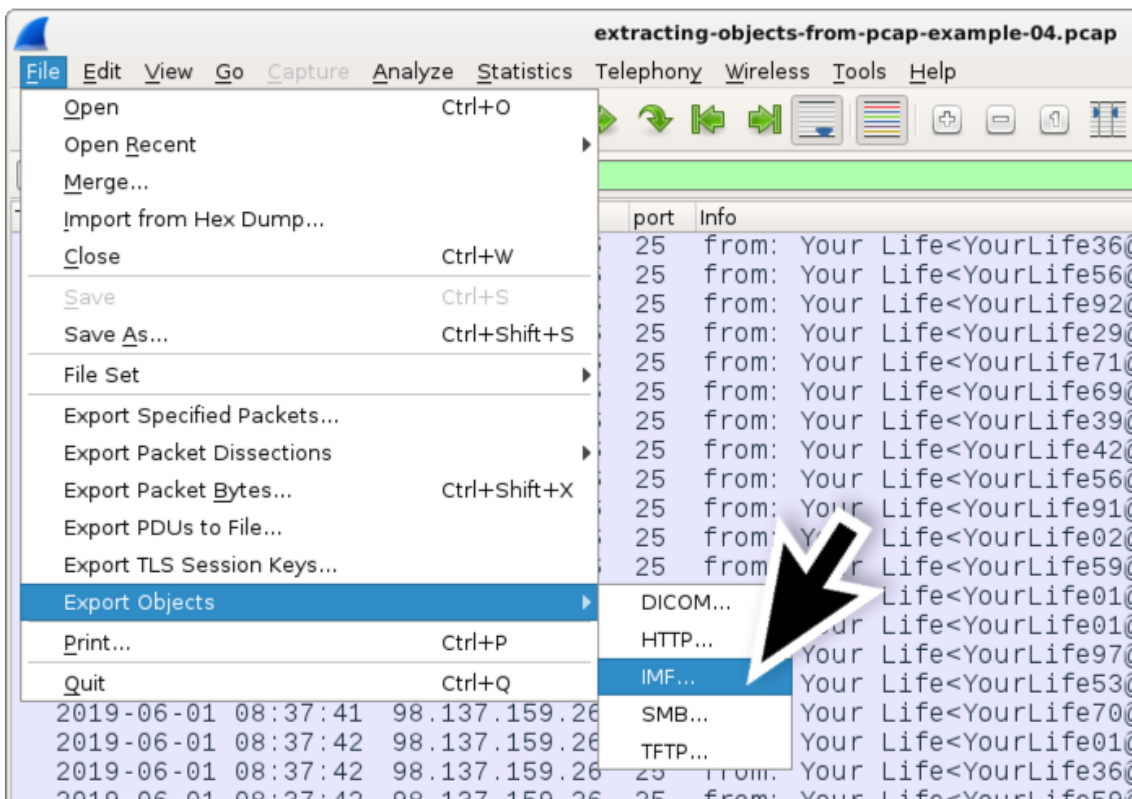 extracting-objects-from-pcap-example-04.pcap
File Edit View Go Capture Analyze Statistics Telephony Wireless Tools Help
Open Ctrl+O
Open Recent
Merge...
Import from Hex Dump...
Close Ctrl+W
Save Ctrl+S
Save As... Ctrl+Shift+S
File Set
Export Specified Packets...
Export Packet Dissections
Export Packet Bytes... Ctrl+Shift+X
Export PDUs to File...
Export TLS Session Keys...
Export Objects
Print... Ctrl+P
Quit Ctrl+Q
DICOM...
HTTP...
IMF...
SMB...
TFTP...
port Info
25 from: Your Life<YourLife36@
25 from: Your Life<YourLife56@
25 from: Your Life<YourLife92@
25 from: Your Life<YourLife29@
25 from: Your Life<YourLife71@
25 from: Your Life<YourLife69@
25 from: Your Life<YourLife39@
25 from: Your Life<YourLife42@
25 from: Your Life<YourLife56@
25 from: Your Life<YourLife91@
25 from: Life<YourLife02@
25 from Life<YourLife59@
Life<YourLife01@
Life<YourLife01@
Your Life<YourLife97@
Your Life<YourLife53@
2019-06-01 08:37:41 98.137.159.26 Your Life<YourLife70@
2019-06-01 08:37:42 98.137.159.26 Your Life<YourLife01@
2019-06-01 08:37:42 98.137.159.26 25 from: Your Life<YourLife36@